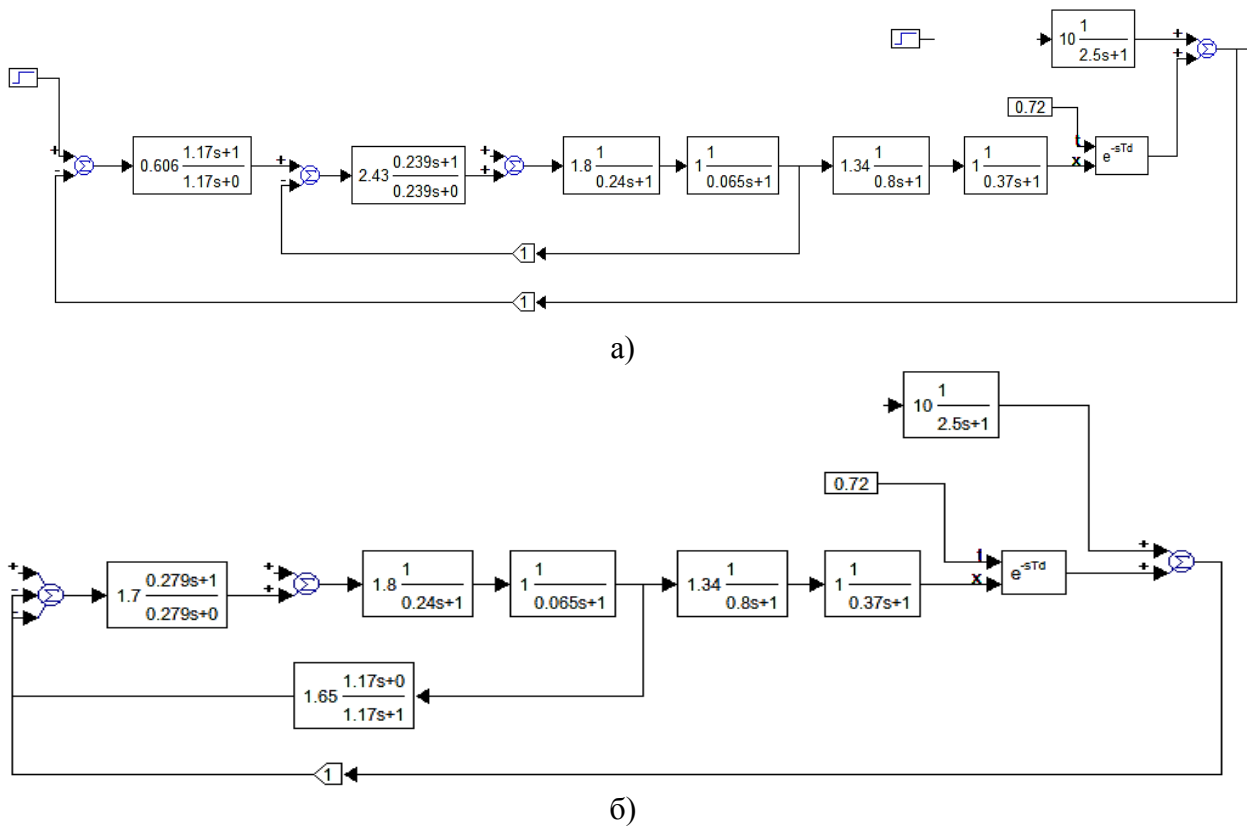 10 1 / 2.5s+1
+
+
Σ
0.72
+
-
Σ
0.606 1.17s+1 / 1.17s+0
+
-
Σ
2.43 0.239s+1 / 0.239s+0
+
+
Σ
1.8 1 / 0.24s+1
1 1 / 0.065s+1
1.34 1 / 0.8s+1
1 1 / 0.37s+1
t
x
e-sTd
1
1
а)
10 1 / 2.5s+1
0.72
+
-
-
Σ
1.7 0.279s+1 / 0.279s+0
+
+
Σ
1.8 1 / 0.24s+1
1 1 / 0.065s+1
1.34 1 / 0.8s+1
1 1 / 0.37s+1
x
e-sTd
+
+
Σ
1.65 1.17s+0 / 1.17s+1
1
б)